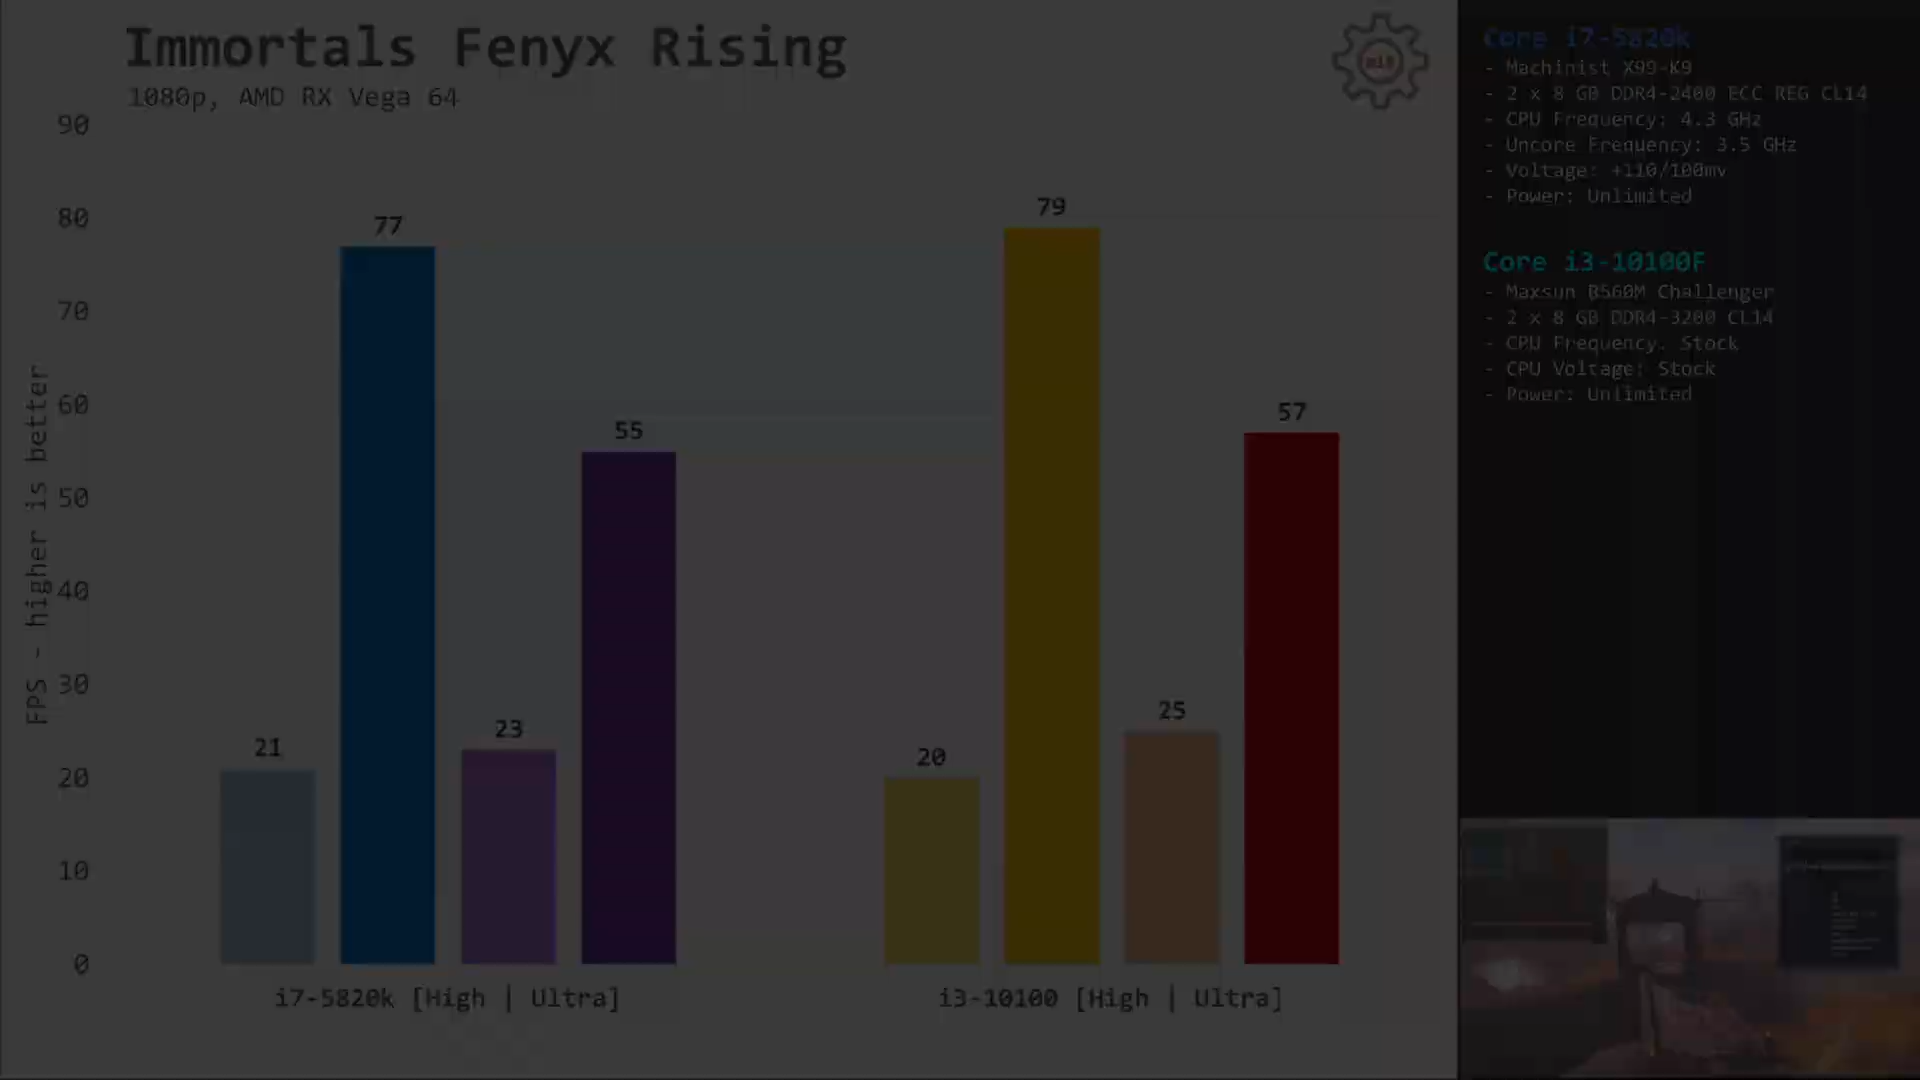 Immortals Fenyx Rising
1080p, AMD RX Vega 64
FPS - higher is better
90
80
70
60
50
40
30
20
10
0
21
77
23
55
20
79
25
57
i7-5820k [High | Ultra]
i3-10100 [High | Ultra]
Core i7-5820k
- Machinist X99-K9
- 2 x 8 GB DDR4-2400 ECC REG CL14
- CPU Frequency: 4.3 GHz
- Uncore Frequency: 3.5 GHz
- Voltage: +110/100mv
- Power: Unlimited
Core i3-10100F
- Maxsun B560M Challenger
- 2 x 8 GB DDR4-3200 CL14
- CPU Frequency: Stock
- CPU Voltage: Stock
- Power: Unlimited